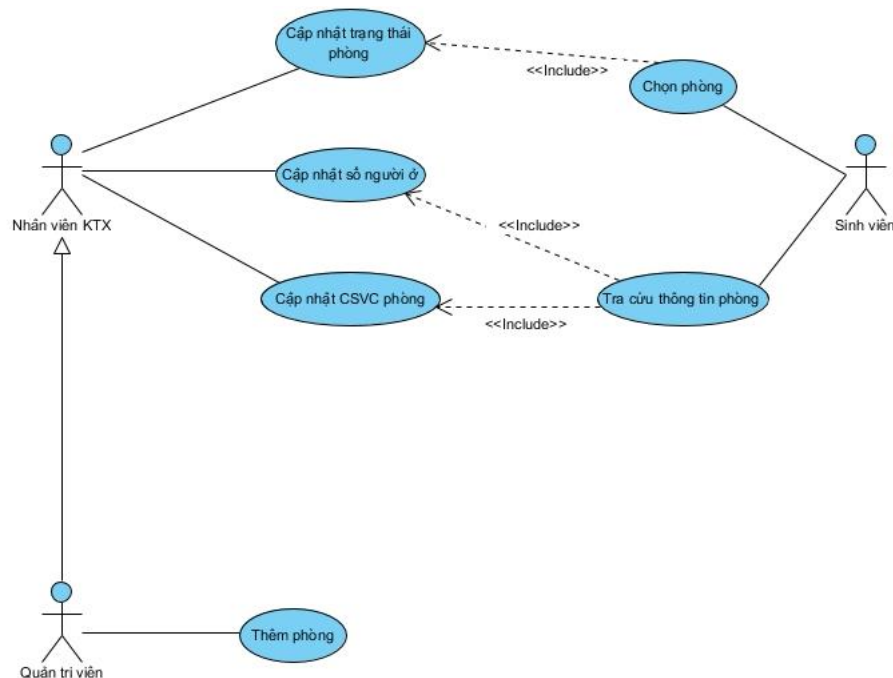 Cập nhật trạng thái
phòng
<<Include>>
Chọn phòng
Cập nhật số người ở
Nhân viên KTX
<<Include>>
Sinh viên
Cập nhật CSVC phòng
<<Include>>
Tra cứu thông tin phòng
Thêm phòng
Quản trị viên